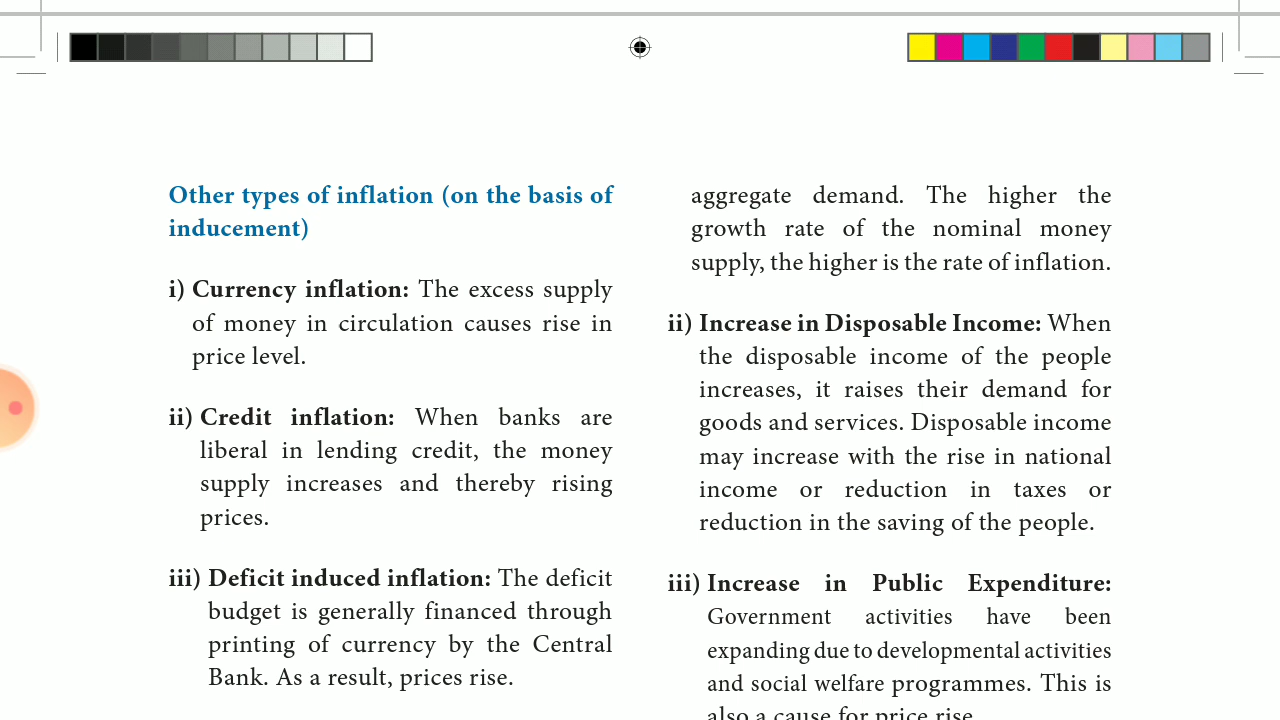 Other types of inflation (on the basis of
inducement)
i) Currency inflation: The excess supply
of money in circulation causes rise in
price level.
ii) Credit inflation: When banks are
liberal in lending credit, the money
supply increases and thereby rising
prices.
iii) Deficit induced inflation: The deficit
budget is generally financed through
printing of currency by the Central
Bank. As a result, prices rise.
aggregate demand. The higher the
growth rate of the nominal money
supply, the higher is the rate of inflation.
ii) Increase in Disposable Income: When
the disposable income of the people
increases, it raises their demand for
goods and services. Disposable income
may increase with the rise in national
income or reduction in taxes or
reduction in the saving of the people.
iii) Increase in Public Expenditure:
Government activities have been
expanding due to developmental activities
and social welfare programmes. This is
also a cause for price rise.